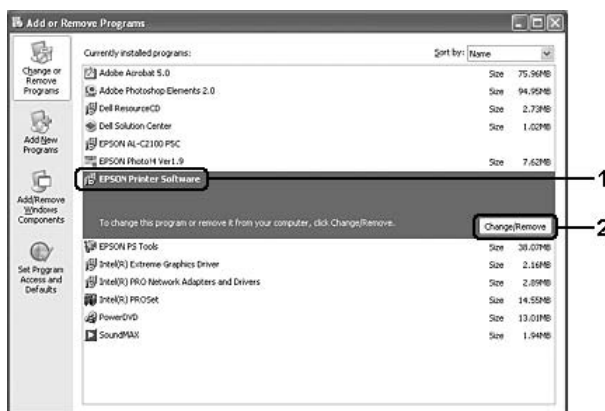 Add or Remove Programs
Change or
Remove
Programs
Add New
Programs
Add/Remove
Windows
Components
Set Program
Access and
Defaults
Currently installed programs:
Sort by: Name
Adobe Acrobat 5.0 Size 75.96MB
Adobe Photoshop Elements 2.0 Size 94.95MB
Dell ResourceCD Size 2.73MB
Dell Solution Center Size 1.02MB
EPSON AL-C2100 PSC
EPSON Photo!4 Ver1.9 Size 7.62MB
EPSON Printer Software
1
To change this program or remove it from your computer, click Change/Remove.
Change/Remove
2
EPSON PS Tools Size 38.07MB
Intel(R) Extreme Graphics Driver Size 2.16MB
Intel(R) PRO Network Adapters and Drivers Size 2.89MB
Intel(R) PROSet Size 14.55MB
PowerDVD Size 13.01MB
SoundMAX Size 1.94MB